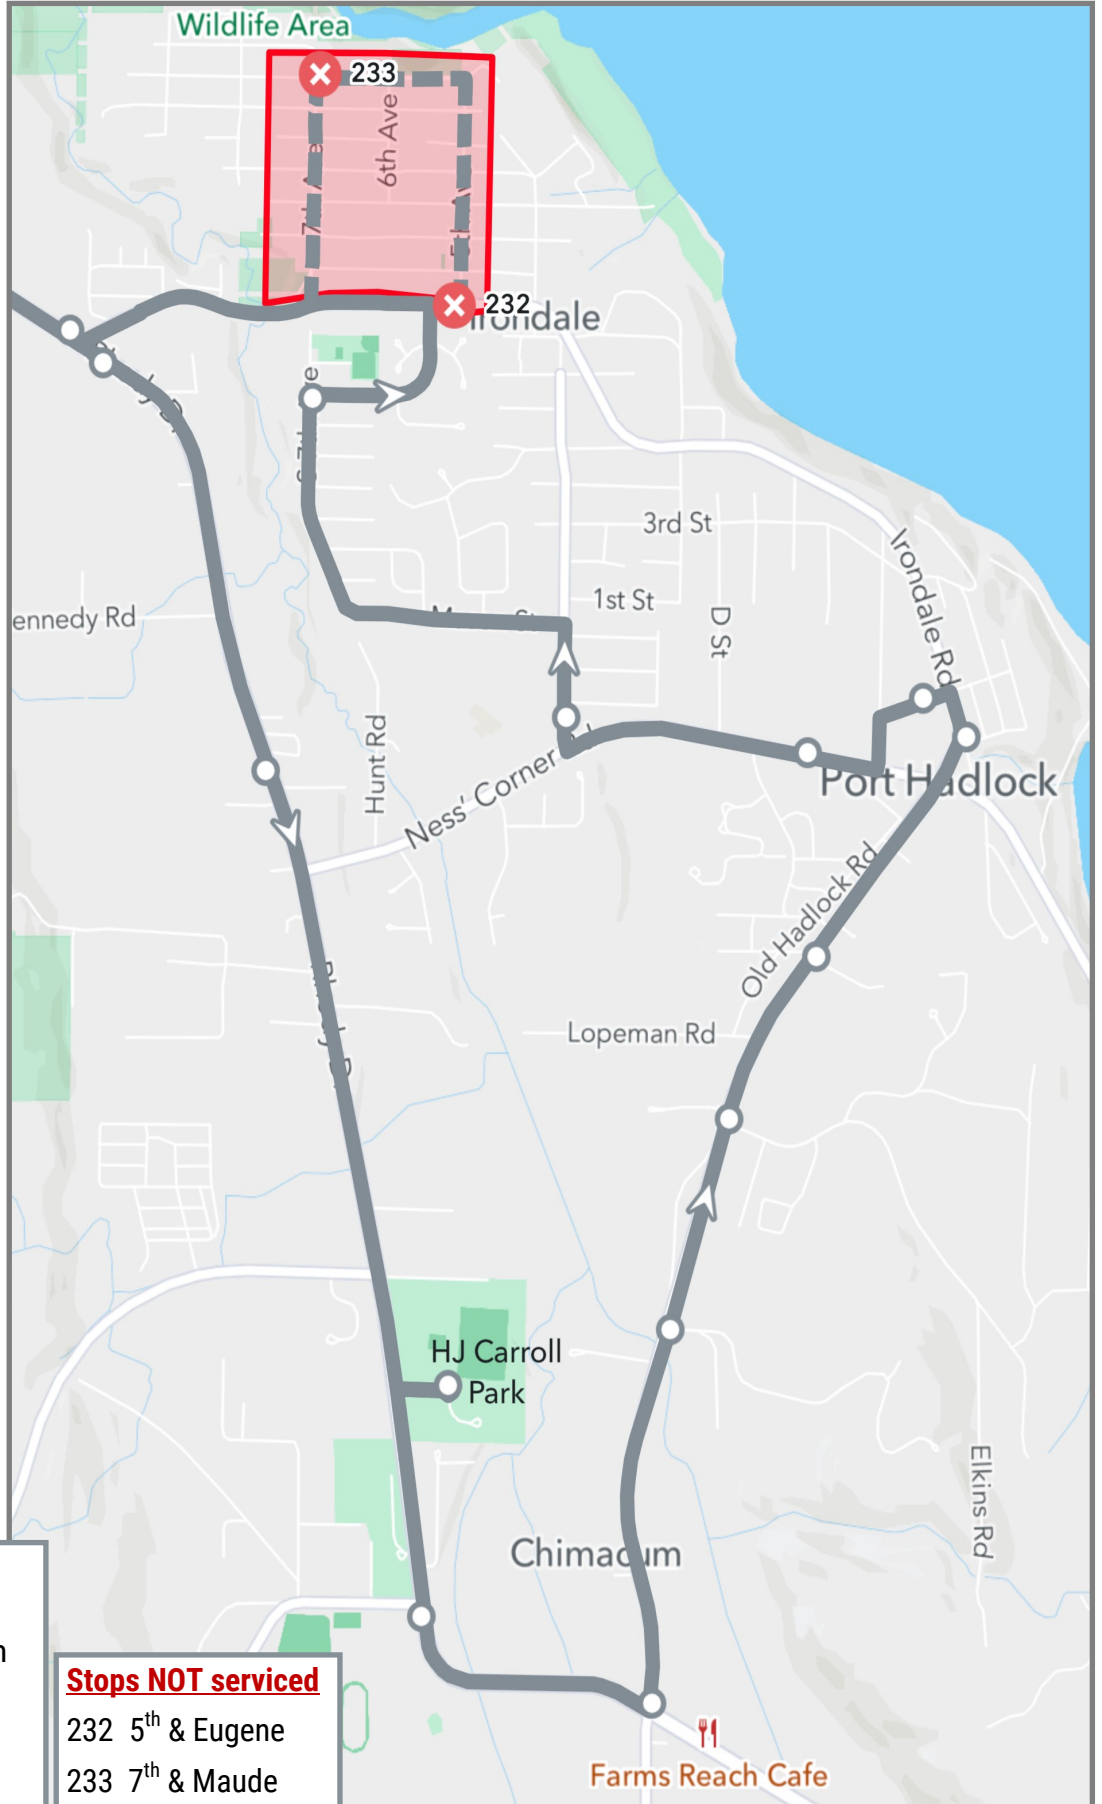 Wildlife Area
233
6th Ave
232
Irondale
3rd St
Irondale Rd
1st St
D St
ennedy Rd
Hunt Rd
Ness' Corner Rd
Port Hadlock
Old Hadlock Rd
Lopeman Rd
HJ Carroll
Park
Elkins Rd
Chimacum
Stops NOT serviced
232 5th & Eugene
233 7th & Maude
Farms Reach Cafe